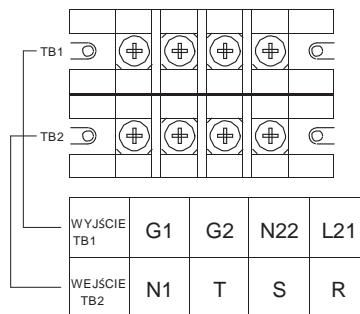 TB1
TB2
WYJŚCIE TB1 G1 G2 N22 L21
WEJŚCIE TB2 N1 T S R